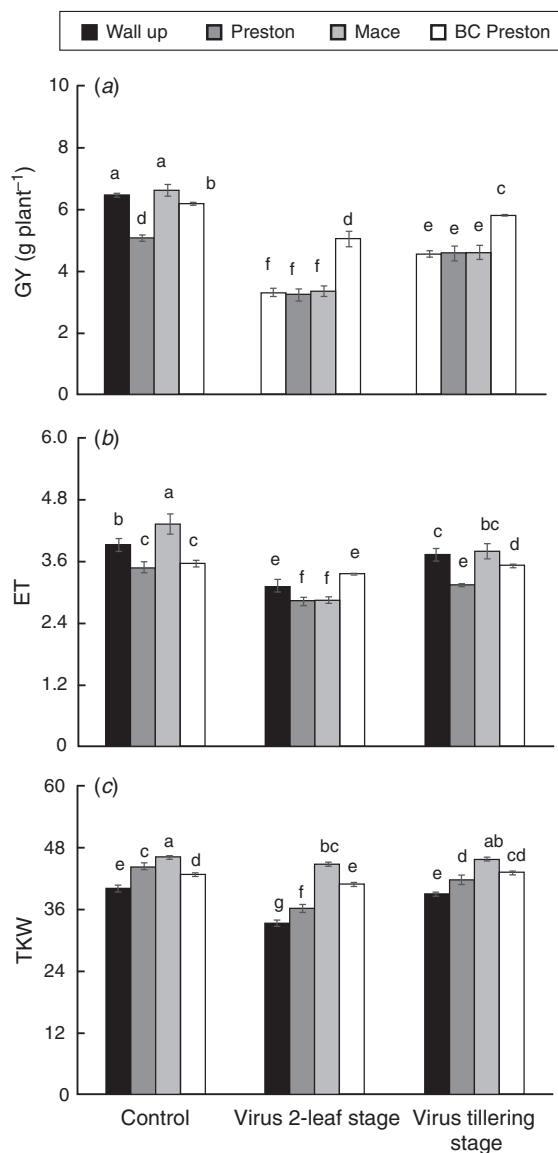 Wall up Preston Mace BC Preston
(a)
10
8
6
4
2
0
GY (g plant⁻¹)
a d a b
f f f d
e e e c
(b)
6.0
4.8
3.6
2.4
1.2
0
ET
b c a c
e f f e
c e bc d
(c)
60
48
36
24
12
0
TKW
e c a d
g f bc e
e d ab cd
Control Virus 2-leaf stage Virus tillering
stage